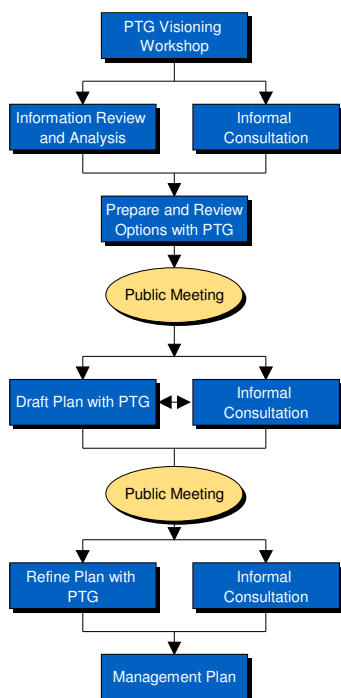 PTG Visioning
Workshop
Information Review
and Analysis
Informal
Consultation
Prepare and Review
Options with PTG
Public Meeting
Draft Plan with PTG
Informal
Consultation
Public Meeting
Refine Plan with
PTG
Informal
Consultation
Management Plan